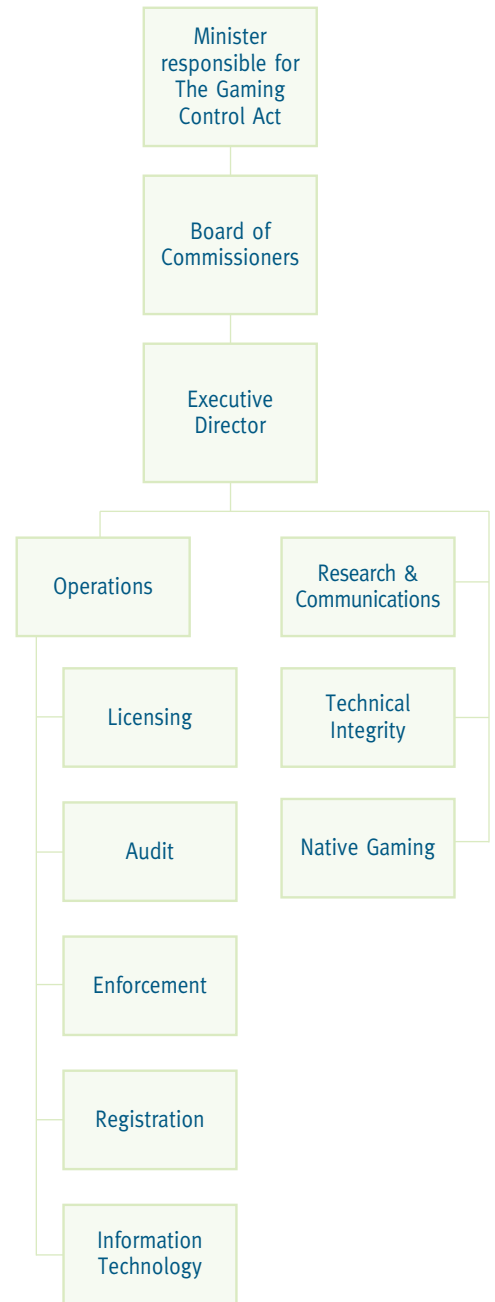 Minister
responsible for
The Gaming
Control Act
Board of
Commissioners
Executive
Director
Operations
Licensing
Audit
Enforcement
Registration
Information
Technology
Research &
Communications
Technical
Integrity
Native Gaming